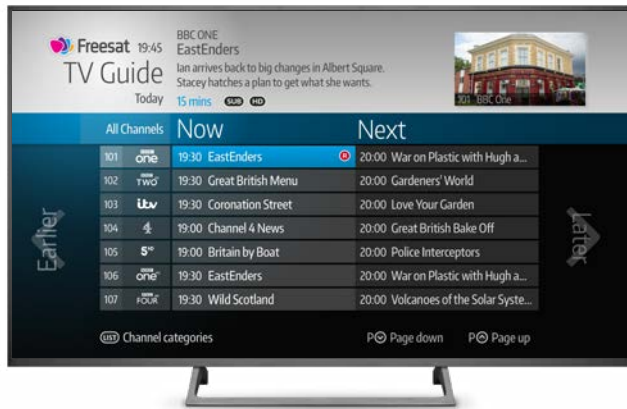 Freesat 19:45
TV Guide
Today
BBC ONE
EastEnders
Ian arrives back to big changes in Albert Square.
Stacey hatches a plan to get what she wants.
15 mins SUB HD
101 BBC One
All Channels Now Next
101 BBC one 19:30 EastEnders R 20:00 War on Plastic with Hugh a...
102 BBC TWO 19:30 Great British Menu 20:00 Gardeners' World
103 itv 19:30 Coronation Street 20:00 Love Your Garden
104 4 19:00 Channel 4 News 20:00 Great British Bake Off
105 5 19:00 Britain by Boat 20:00 Police Interceptors
106 BBC one 19:30 EastEnders 20:00 War on Plastic with Hugh a...
107 BBC FOUR 19:30 Wild Scotland 20:00 Volcanoes of the Solar Syste...
Earlier
Later
LIST Channel categories P Page down P Page up